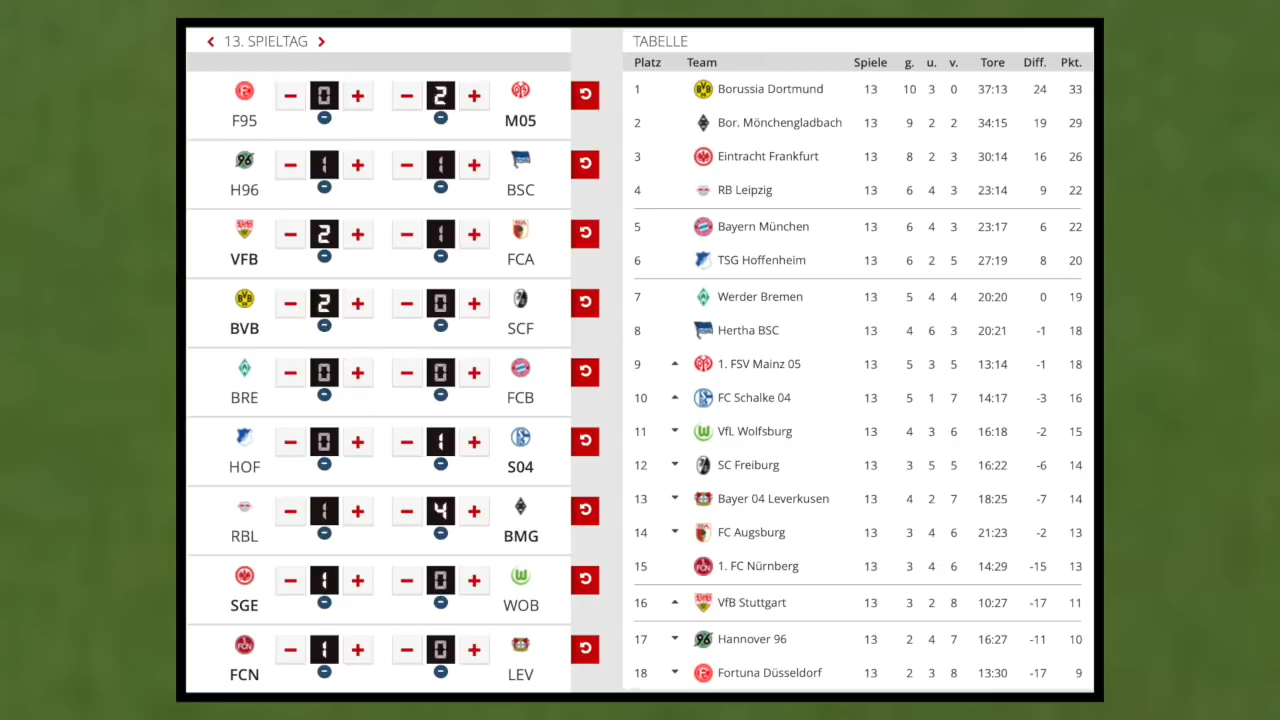 13. SPIELTAG
F95 0 2 M05
H96 1 1 BSC
VFB 2 1 FCA
BVB 2 0 SCF
BRE 0 0 FCB
HOF 0 1 S04
RBL 1 4 BMG
SGE 1 0 WOB
FCN 1 0 LEV
TABELLE
Platz Team Spiele g. u. v. Tore Diff. Pkt.
1 Borussia Dortmund 13 10 3 0 37:13 24 33
2 Bor. Mönchengladbach 13 9 2 2 34:15 19 29
3 Eintracht Frankfurt 13 8 2 3 30:14 16 26
4 RB Leipzig 13 6 4 3 23:14 9 22
5 Bayern München 13 6 4 3 23:17 6 22
6 TSG Hoffenheim 13 6 2 5 27:19 8 20
7 Werder Bremen 13 5 4 4 20:20 0 19
8 Hertha BSC 13 4 6 3 20:21 -1 18
9 1. FSV Mainz 05 13 5 3 5 13:14 -1 18
10 FC Schalke 04 13 5 1 7 14:17 -3 16
11 VfL Wolfsburg 13 4 3 6 16:18 -2 15
12 SC Freiburg 13 3 5 5 16:22 -6 14
13 Bayer 04 Leverkusen 13 4 2 7 18:25 -7 14
14 FC Augsburg 13 3 4 6 21:23 -2 13
15 1. FC Nürnberg 13 3 4 6 14:29 -15 13
16 VfB Stuttgart 13 3 2 8 10:27 -17 11
17 Hannover 96 13 2 4 7 16:27 -11 10
18 Fortuna Düsseldorf 13 2 3 8 13:30 -17 9